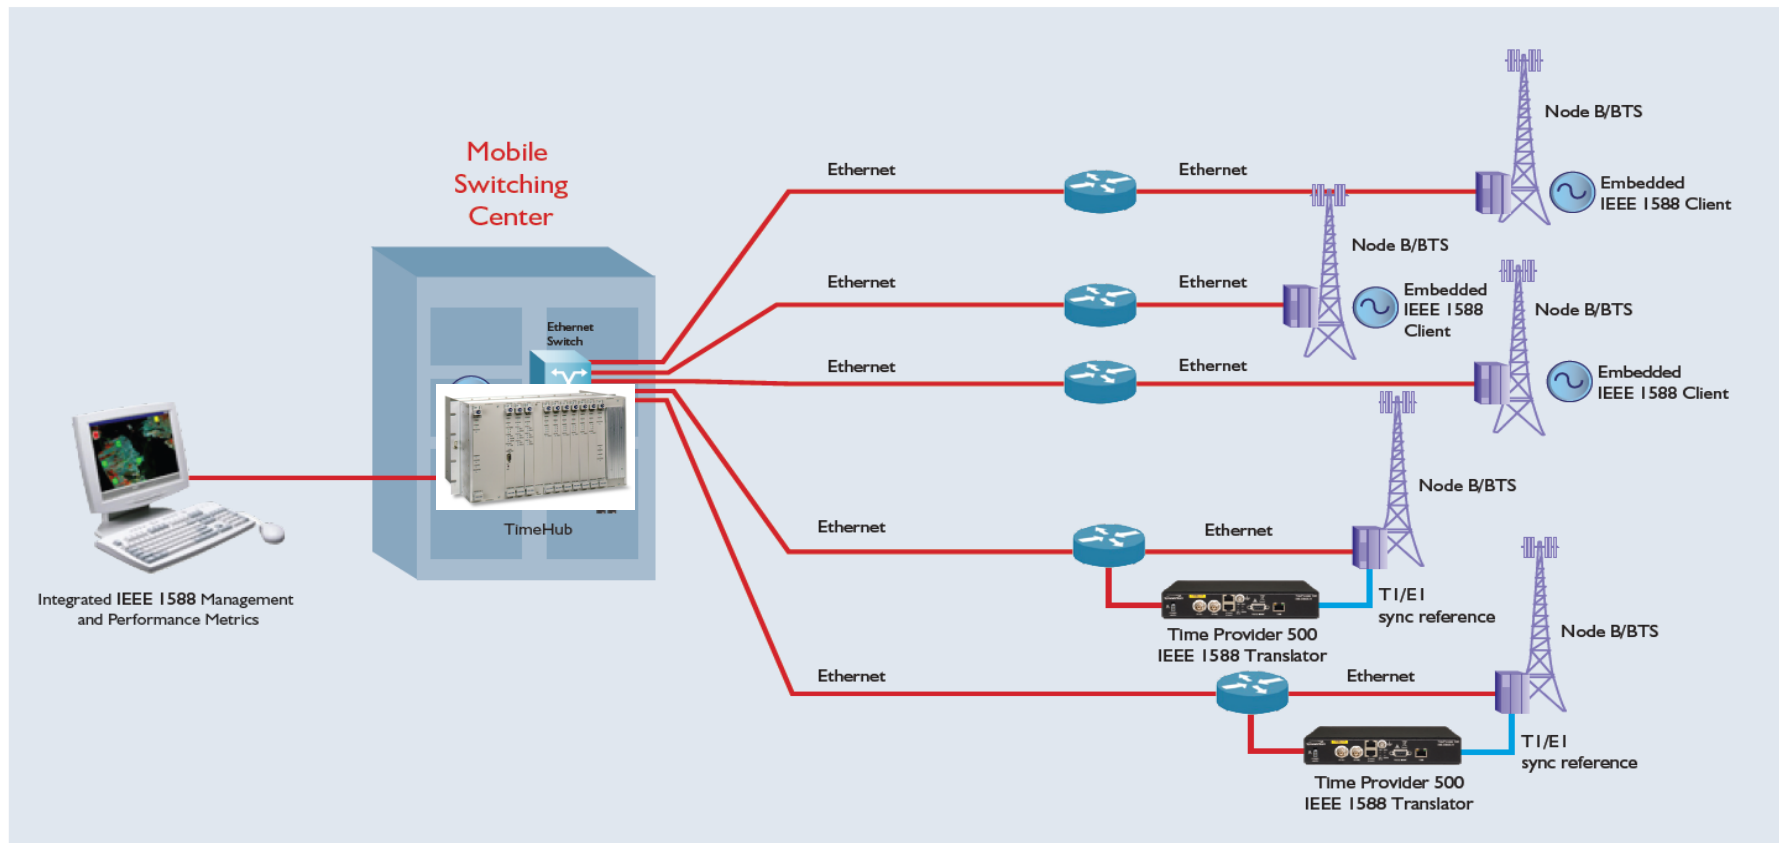 Mobile
Switching
Center
Ethernet
Switch
TimeHub
Integrated IEEE 1588 Management
and Performance Metrics
Ethernet
Ethernet
Node B/BTS
Embedded
IEEE 1588 Client
Ethernet
Ethernet
Node B/BTS
Embedded
IEEE 1588
Client
Ethernet
Ethernet
Node B/BTS
Embedded
IEEE 1588 Client
Ethernet
Ethernet
Node B/BTS
T1/E1
sync reference
Time Provider 500
IEEE 1588 Translator
Ethernet
Ethernet
Node B/BTS
T1/E1
sync reference
Time Provider 500
IEEE 1588 Translator